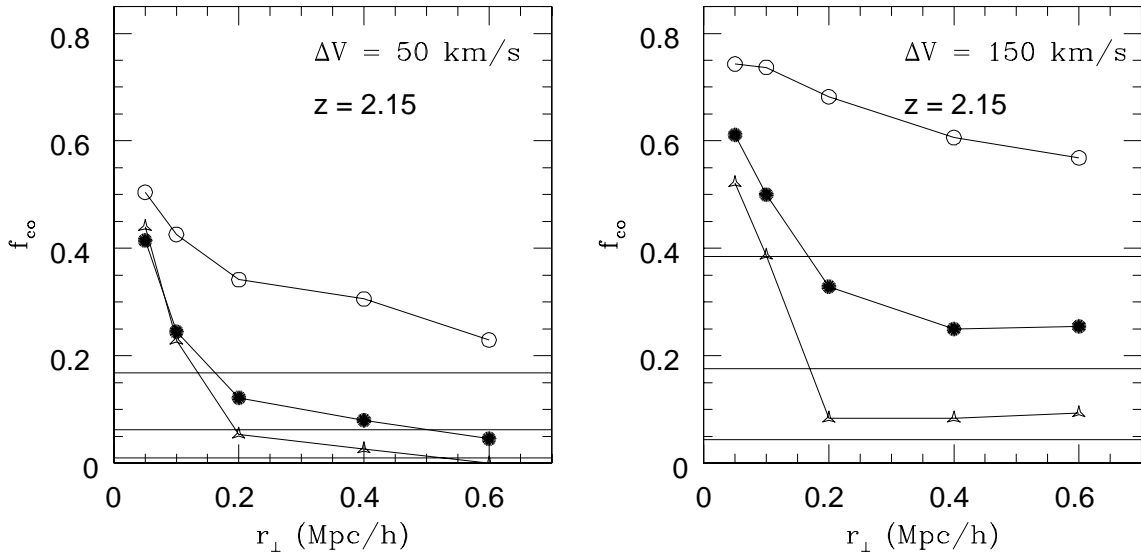 ΔV = 50 km/s
z = 2.15
0.8
0.6
0.4
0.2
0
f_co
0 0.2 0.4 0.6
r_⊥ (Mpc/h)
ΔV = 150 km/s
z = 2.15
0.8
0.6
0.4
0.2
0
f_co
0 0.2 0.4 0.6
r_⊥ (Mpc/h)